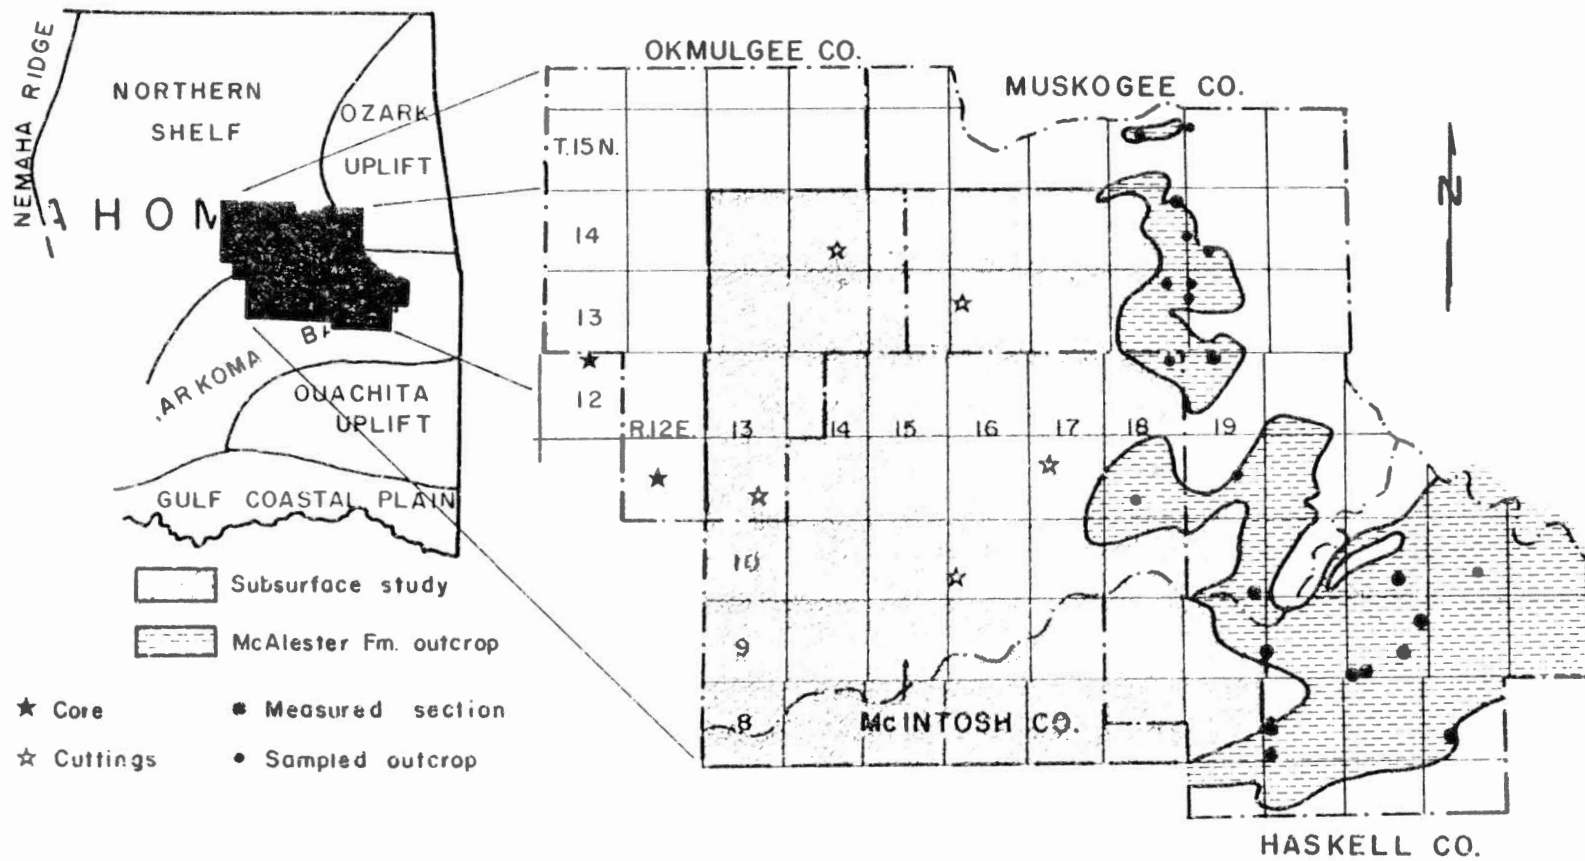 NEMAHA RIDGE
NORTHERN
SHELF
OZARK
UPLIFT
AHOM
BA
ARKOMA
OUACHITA
UPLIFT
GULF COASTAL PLAIN
Subsurface study
McAlester Fm. outcrop
Core
Measured section
Cuttings
Sampled outcrop
OKMULGEE CO.
MUSKOGEE CO.
T.15N.
14
13
12
R.12E.
13
14
15
16
17
18
19
10
9
8
McINTOSH CO.
HASKELL CO.
N